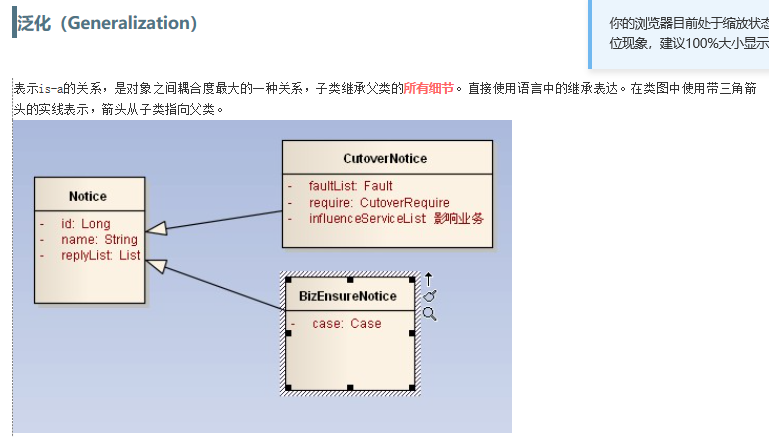 泛化（Generalization）
你的浏览器目前处于缩放状态
位现象，建议100%大小显示
表示is-a的关系，是对象之间耦合度最大的一种关系，子类继承父类的所有细节。直接使用语言中的继承表达。在类图中使用带三角箭
头的实线表示，箭头从子类指向父类。
CutoverNotice
- faultList: Fault
- require: CutoverRequire
- influenceServiceList: 影响业务
Notice
- id: Long
- name: String
- replyList: List
BizEnsureNotice
- case: Case